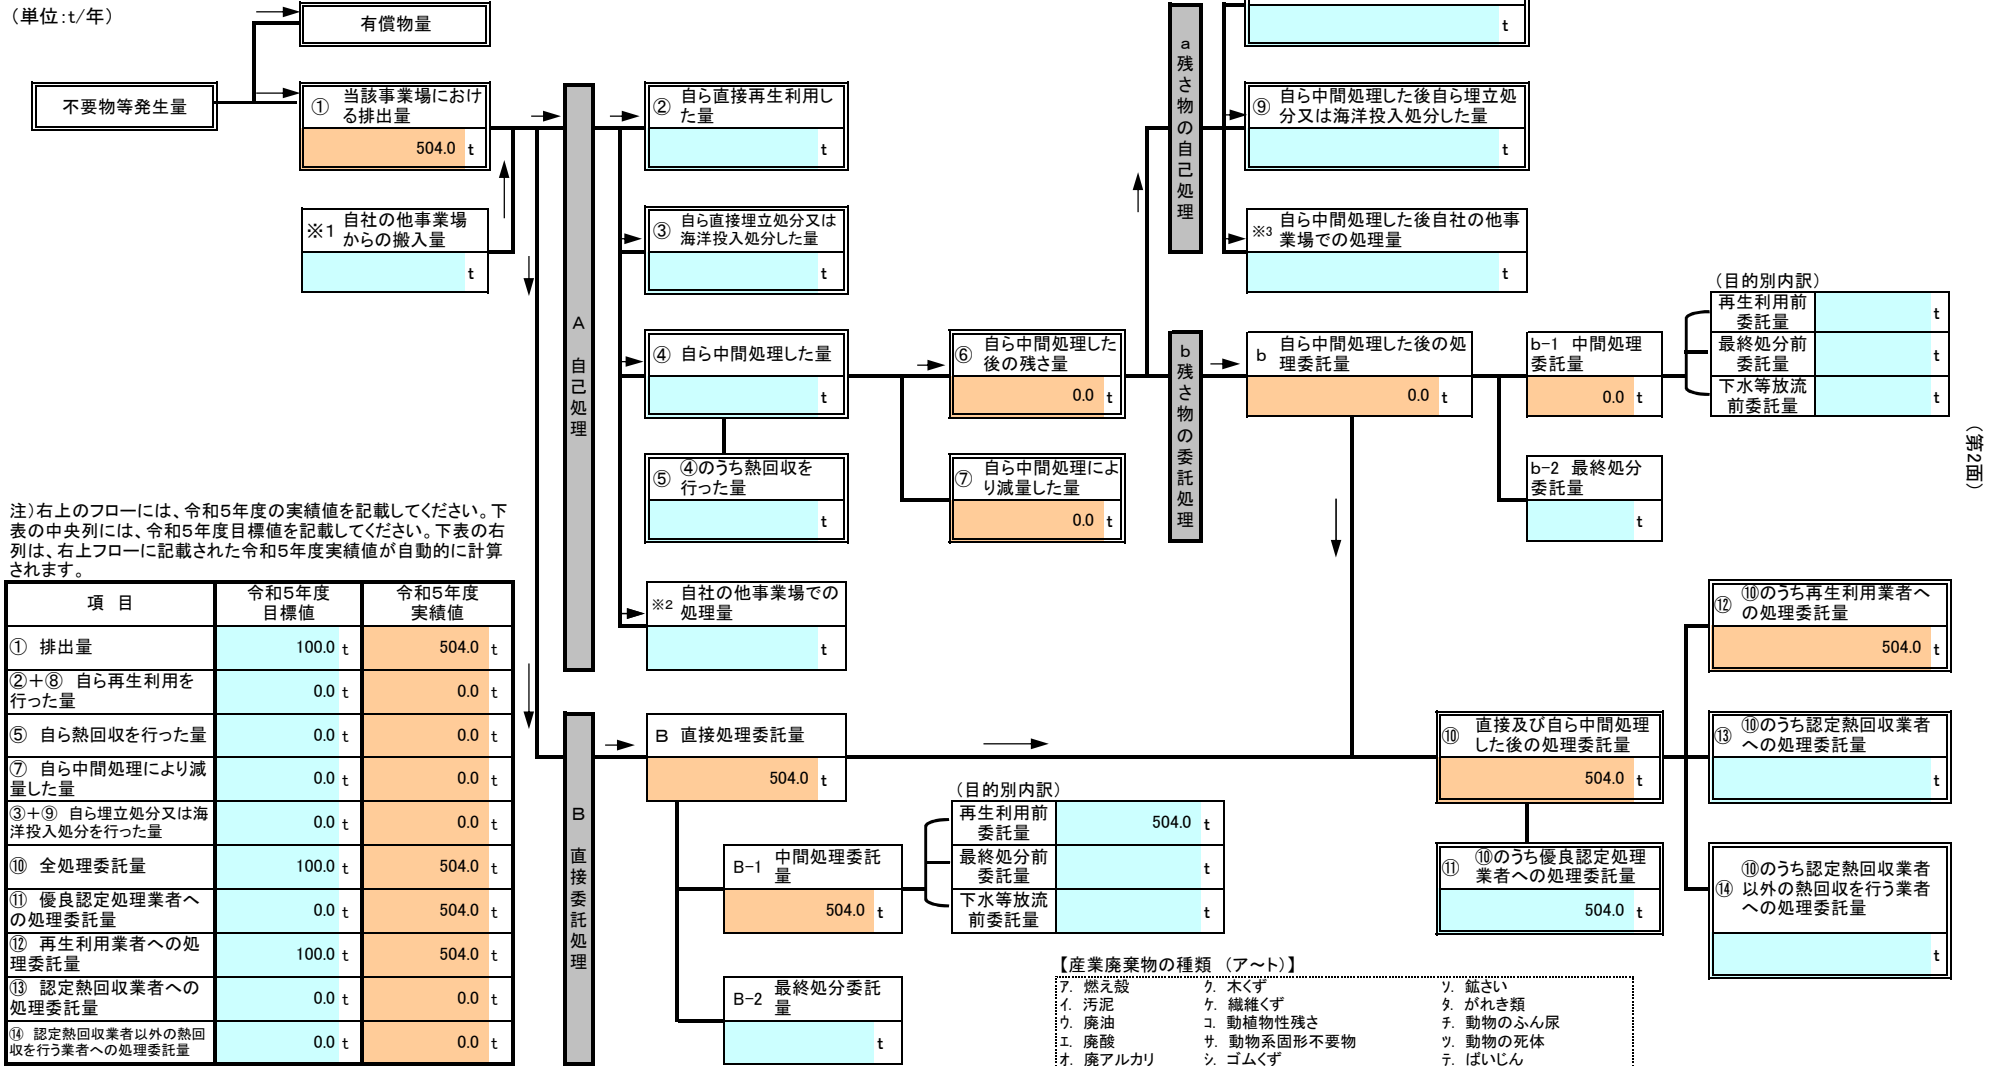 （単位：t/年）
有償物量
不要物等発生量
① 当該事業場におけ
る排出量
504.0 t
※1 自社の他事業場
からの搬入量
t
A 自己処理
② 自ら直接再生利用し
た量
t
③ 自ら直接埋立処分又は
海洋投入処分した量
t
④ 自ら中間処理した量
t
⑤ ④のうち熱回収を
行った量
t
※2 自社の他事業場での
処理量
t
⑥ 自ら中間処理した
後の残さ量
0.0 t
⑦ 自ら中間処理によ
り減量した量
0.0 t
a 残さ物の自己処理
t
⑨ 自ら中間処理した後自ら埋立処
分又は海洋投入処分した量
t
※3 自ら中間処理した後自社の他事
業場での処理量
t
b 残さ物の委託処理
b 自ら中間処理した後の処
理委託量
0.0 t
b-1 中間処理
委託量
0.0 t
b-2 最終処分
委託量
t
（目的別内訳）
再生利用前
委託量
t
最終処分前
委託量
t
下水等放流
前委託量
t
（第2面）
注）右上のフローには、令和5年度の実績値を記載してください。下
表の中央列には、令和5年度目標値を記載してください。下表の右
列は、右上フローに記載された令和5年度実績値が自動的に計算
されます。
項 目 令和5年度 令和5年度
目標値 実績値
① 排出量 100.0 t 504.0 t
②＋⑧ 自ら再生利用を
行った量 0.0 t 0.0 t
⑤ 自ら熱回収を行った量 0.0 t 0.0 t
⑦ 自ら中間処理により減
量した量 0.0 t 0.0 t
③＋⑨ 自ら埋立処分又は海
洋投入処分を行った量 0.0 t 0.0 t
⑩ 全処理委託量 100.0 t 504.0 t
⑪ 優良認定処理業者へ
の処理委託量 0.0 t 504.0 t
⑫ 再生利用業者への処
理委託量 100.0 t 504.0 t
⑬ 認定熱回収業者への
処理委託量 0.0 t 0.0 t
⑭ 認定熱回収業者以外の熱回
収を行う業者への処理委託量 0.0 t 0.0 t
B 直接委託処理
B 直接処理委託量
504.0 t
B-1 中間処理委託
量
504.0 t
B-2 最終処分委託
量
t
（目的別内訳）
再生利用前
委託量
504.0 t
最終処分前
委託量
t
下水等放流
前委託量
t
⑩ 直接及び自ら中間処理
した後の処理委託量
504.0 t
⑪ ⑩のうち優良認定処理
業者への処理委託量
504.0 t
⑫ ⑩のうち再生利用業者へ
の処理委託量
504.0 t
⑬ ⑩のうち認定熱回収業者
への処理委託量
t
⑭ ⑩のうち認定熱回収業者
以外の熱回収を行う業者
への処理委託量
t
【産業廃棄物の種類 （ア～ト）】
ア. 燃え殻 ク. 木くず ソ. 鉱さい
イ. 汚泥 ケ. 繊維くず タ. がれき類
ウ. 廃油 コ. 動植物性残さ チ. 動物のふん尿
エ. 廃酸 サ. 動物系固形不要物 ツ. 動物の死体
オ. 廃アルカリ シ. ゴムくず テ. ばいじん